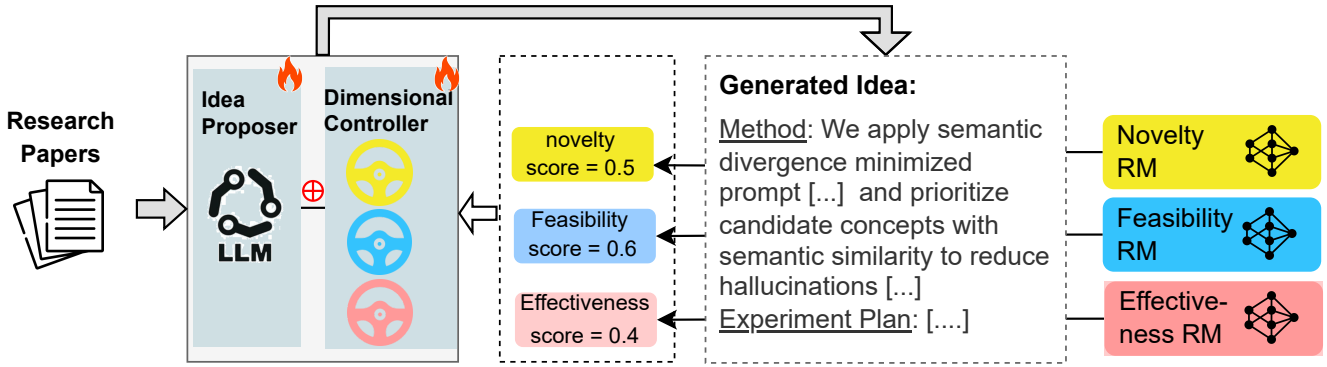 Research
Papers
Idea
Proposer
LLM
Dimensional
Controller
novelty
score = 0.5
Feasibility
score = 0.6
Effectiveness
score = 0.4
Generated Idea:
Method: We apply semantic
divergence minimized
prompt [...] and prioritize
candidate concepts with
semantic similarity to reduce
hallucinations [...]
Experiment Plan: [....]
Novelty
RM
Feasibility
RM
Effective-
ness RM